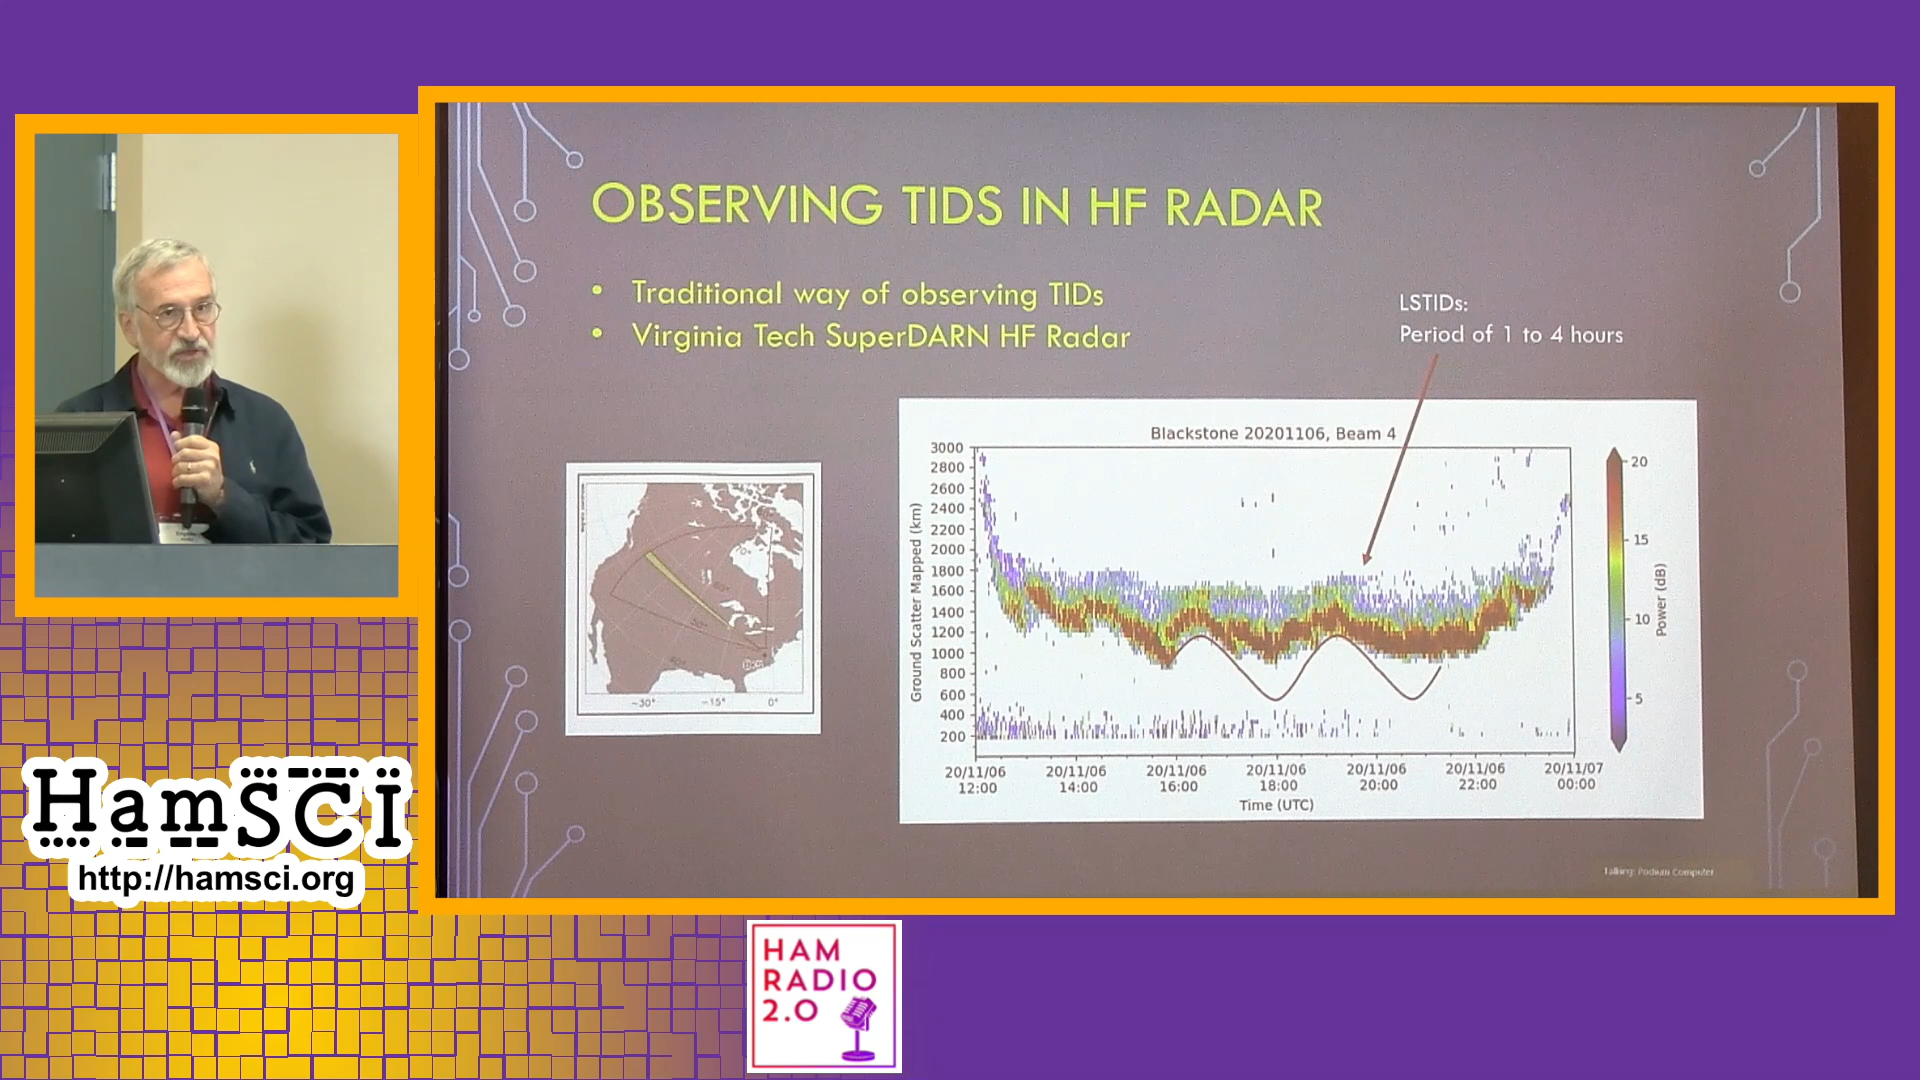 OBSERVING TIDS IN HF RADAR
• Traditional way of observing TIDs
• Virginia Tech SuperDARN HF Radar
LSTIDs:
Period of 1 to 4 hours
Blackstone 20201106, Beam 4
Ground Scatter Mapped (km)
3000
2800
2600
2400
2200
2000
1800
1600
1400
1200
1000
800
600
400
200
20/11/06 12:00
20/11/06 14:00
20/11/06 16:00
20/11/06 18:00
20/11/06 20:00
20/11/06 22:00
20/11/07 00:00
Time (UTC)
20
15
10
5
Power (dB)
−30°
−15°
0°
Talking: Podium Computer
HamSCI
http://hamsci.org
HAM
RADIO
2.0